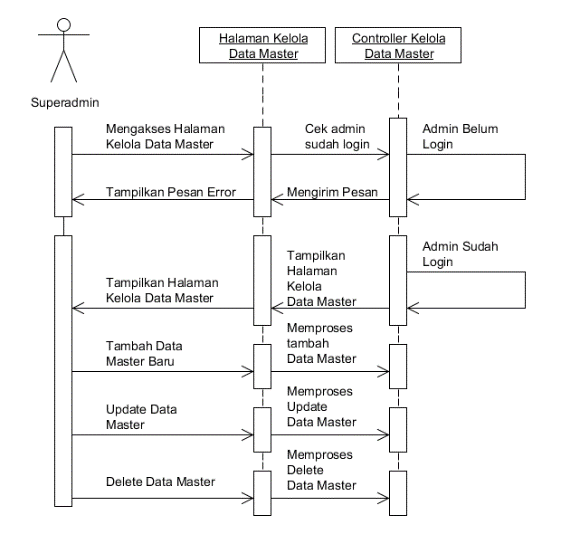 Halaman Kelola
Data Master
Controller Kelola
Data Master
Superadmin
Mengakses Halaman
Kelola Data Master
Cek admin
sudah login
Admin Belum
Login
Tampilkan Pesan Error
Mengirim Pesan
Admin Sudah
Login
Tampilkan
Halaman
Kelola
Data Master
Tampilkan Halaman
Kelola Data Master
Tambah Data
Master Baru
Memproses
tambah
Data Master
Update Data
Master
Memproses
Update
Data Master
Delete Data Master
Memproses
Delete
Data Master